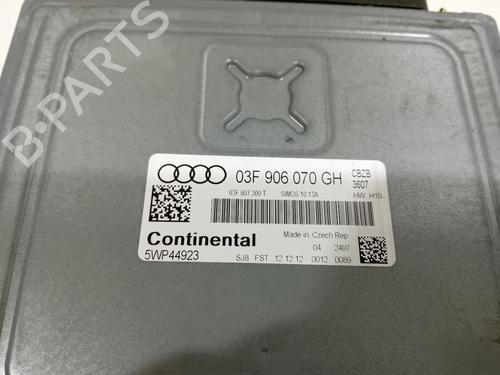 B-PARTS
03F 906 070 GH
CBZB
3607
03F 907 309 T SIMOS 10.13A HW H10
Continental
5WP44923
Made in Czech Rep.
04 2497
SJ8 FST 12.12.12 0012 0089